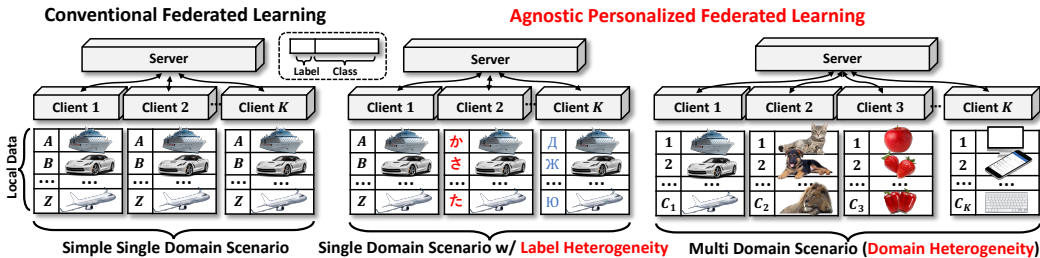 Conventional Federated Learning
Agnostic Personalized Federated Learning
Server
Label Class
Server
Server
Client 1 Client 2 ... Client K
Client 1 Client 2 ... Client K
Client 1 Client 2 Client 3 ... Client K
Local Data
A A A
B B B
... ... ... ... ... ...
Z Z Z
A か Д
B さ Ж
... ... ... ... ... ...
Z た Ю
1 1 1 1
2 2 2 2
... ... ... ... ... ... ... ...
C1 C2 C3 CK
Simple Single Domain Scenario
Single Domain Scenario w/ Label Heterogeneity
Multi Domain Scenario (Domain Heterogeneity)